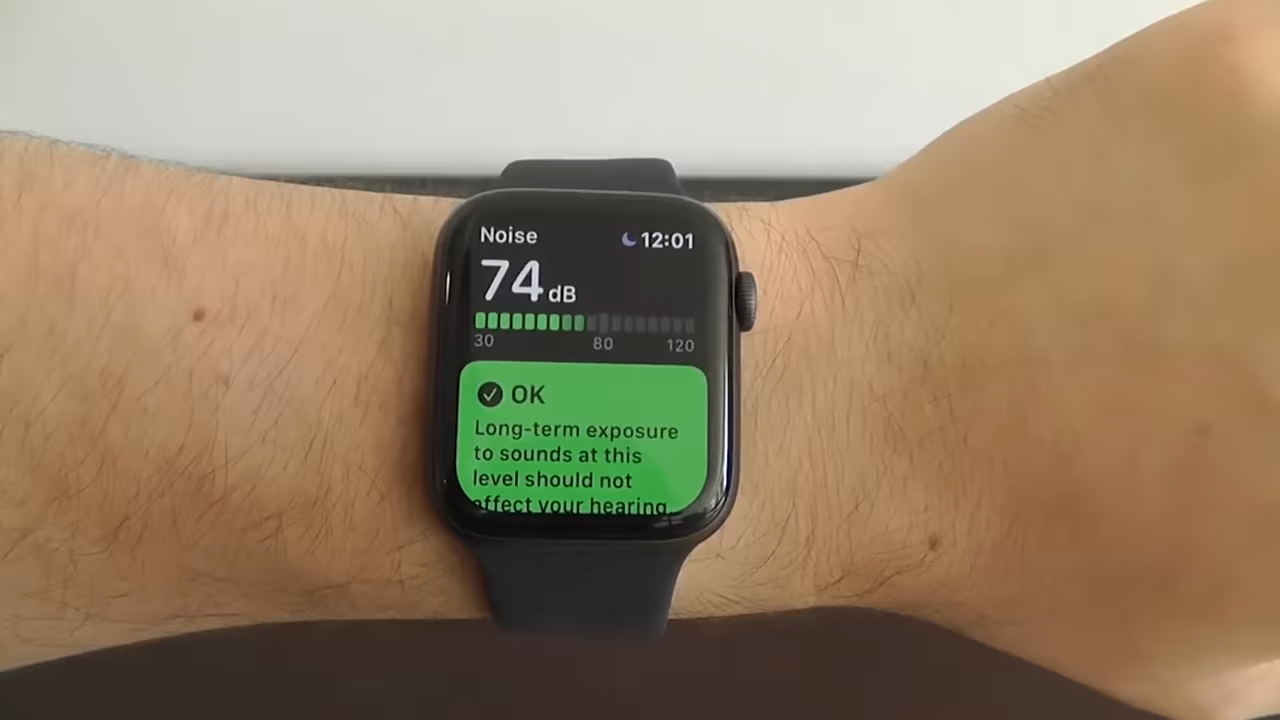 Noise 12:01
74 dB
30 80 120
OK
Long-term exposure
to sounds at this
level should not
affect your hearing.